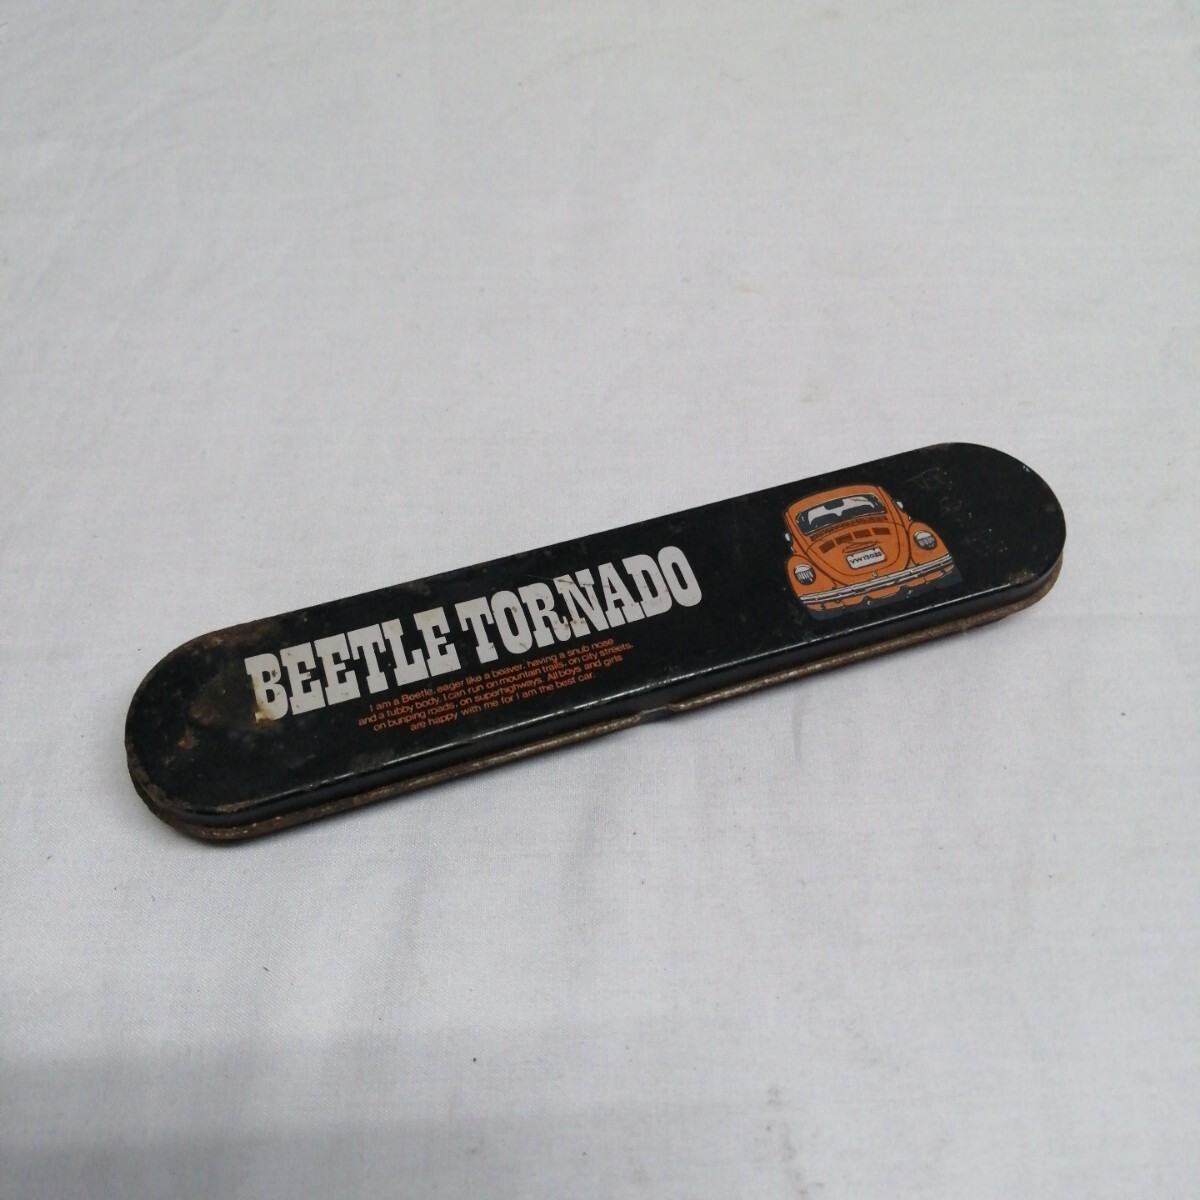 BEETLE TORNADO
I am a Beetle, eager like a beaver, having a snub nose
and a tubby body. I can run on mountain trails, on city streets,
on bunping roads, on superhighways. All boys and girls
are happy with me for I am the best car.